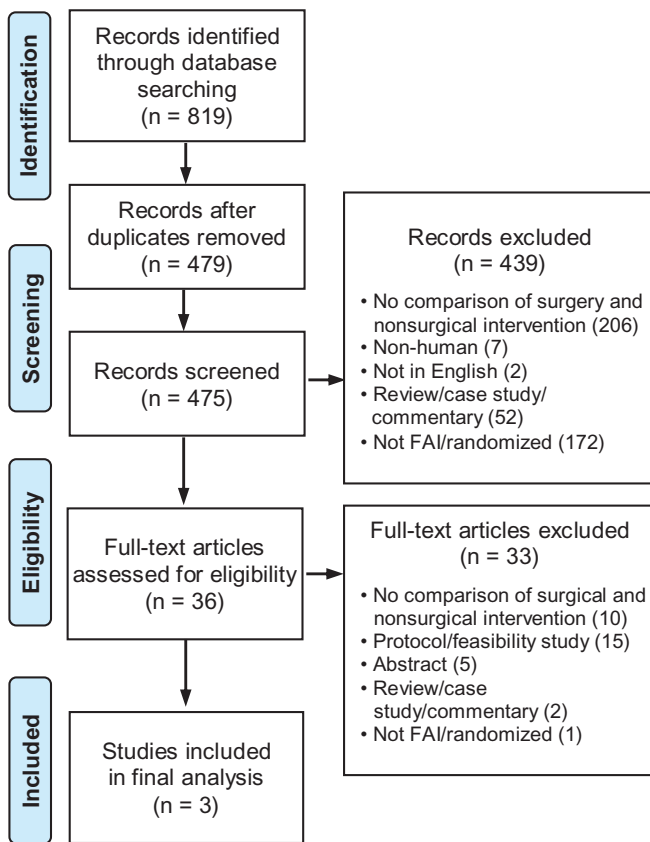 Identification
Records identified
through database
searching
(n = 819)
Records after
duplicates removed
(n = 479)
Screening
Records screened
(n = 475)
Records excluded
(n = 439)
• No comparison of surgery and
nonsurgical intervention (206)
• Non-human (7)
• Not in English (2)
• Review/case study/
commentary (52)
• Not FAI/randomized (172)
Eligibility
Full-text articles
assessed for eligibility
(n = 36)
Full-text articles excluded
(n = 33)
• No comparison of surgical and
nonsurgical intervention (10)
• Protocol/feasibility study (15)
• Abstract (5)
• Review/case
study/commentary (2)
• Not FAI/randomized (1)
Included
Studies included
in final analysis
(n = 3)